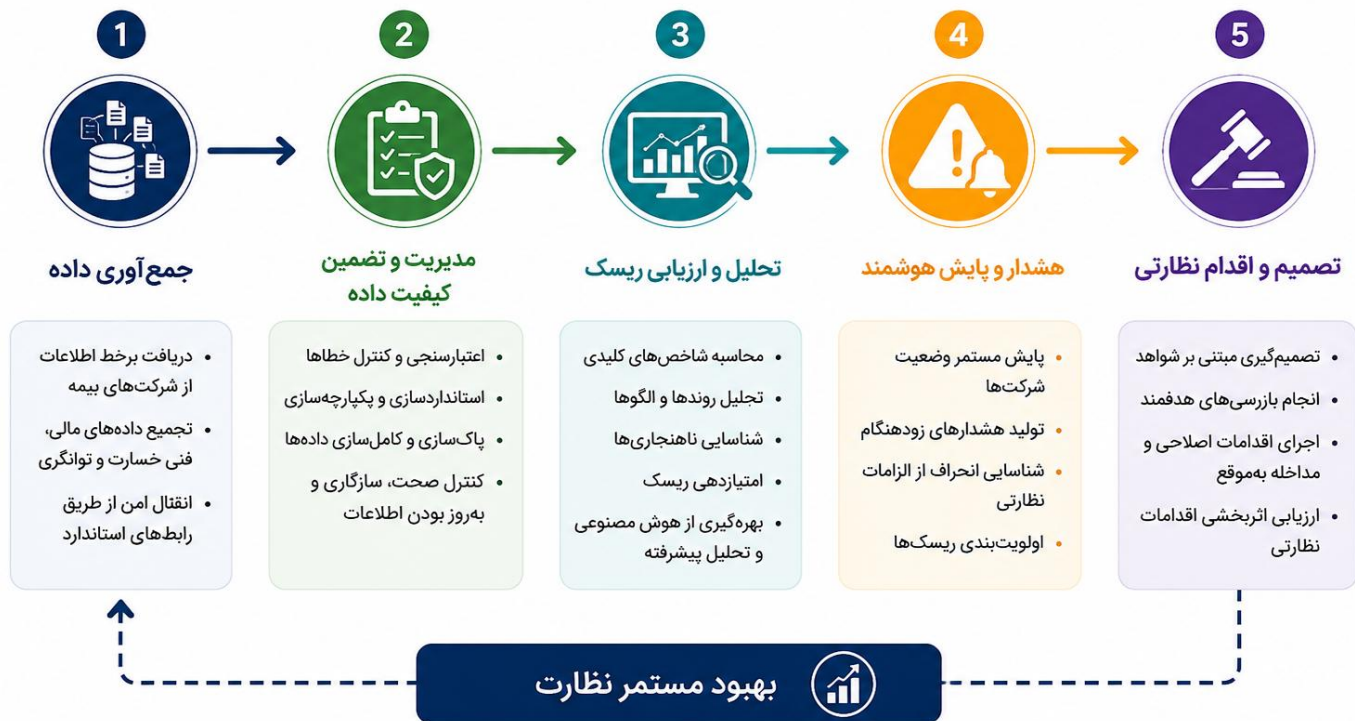 1
جمع‌آوری داده
• دریافت برخط اطلاعات
از شرکت‌های بیمه
• تجمیع داده‌های مالی،
فنی خسارت و توانگری
• انتقال امن از طریق
رابط‌های استاندارد
2
مدیریت و تضمین
کیفیت داده
• اعتبارسنجی و کنترل خطاها
• استانداردسازی و یکپارچه‌سازی
• پاک‌سازی و کامل‌سازی داده‌ها
• کنترل صحت، سازگاری و
به‌روز بودن اطلاعات
3
تحلیل و ارزیابی ریسک
• محاسبه شاخص‌های کلیدی
• تجلیل روندها و الگوها
• شناسایی ناهنجاری‌ها
• امتیازدهی ریسک
• بهره‌گیری از هوش مصنوعی
و تحلیل پیشرفته
4
هشدار و پایش هوشمند
• پایش مستمر وضعیت
شرکت‌ها
• تولید هشدارهای زودهنگام
• شناسایی انحراف از الزامات
نظارتی
• اولویت‌بندی ریسک‌ها
5
تصمیم و اقدام نظارتی
• تصمیم‌گیری مبتنی بر شواهد
• انجام بازرسی‌های هدفمند
• اجرای اقدامات اصلاحی و
مداخله به‌موقع
• ارزیابی اثربخشی اقدامات
نظارتی
بهبود مستمر نظارت